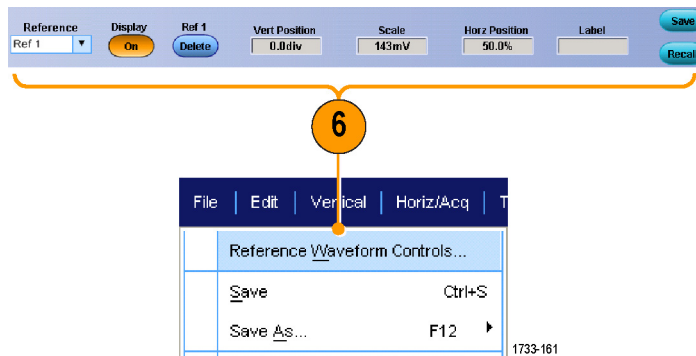 Reference Display Ref 1 Vert Position Scale Horz Position Label Save
Ref 1 On Delete 0.0div 143mV 50.0% Recall
6
File | Edit | Vertical | Horiz/Acq | T
Reference Waveform Controls...
Save Ctrl+S
Save As... F12
1733-161